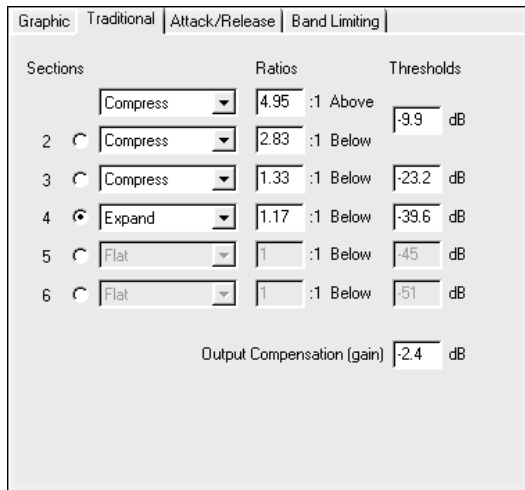 Graphic Traditional Attack/Release Band Limiting
Sections Ratios Thresholds
Compress 4.95 :1 Above
-9.9 dB
2 Compress 2.83 :1 Below
3 Compress 1.33 :1 Below -23.2 dB
4 Expand 1.17 :1 Below -39.6 dB
5 Flat 1 :1 Below -45 dB
6 Flat 1 :1 Below -51 dB
Output Compensation (gain) -2.4 dB